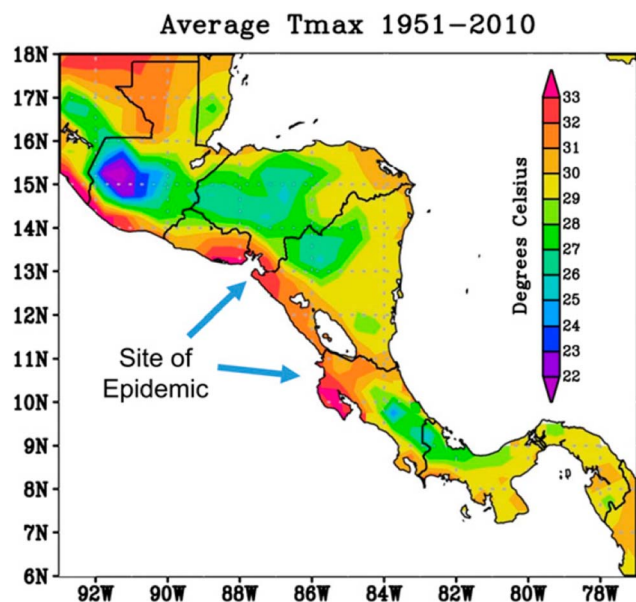 Average Tmax 1951−2010
18N
17N
16N
15N
14N
13N
12N
11N
10N
9N
8N
7N
6N
33
32
31
30
29
28
27
26
25
24
23
22
Degrees Celsius
Site of
Epidemic
92W 90W 88W 86W 84W 82W 80W 78W